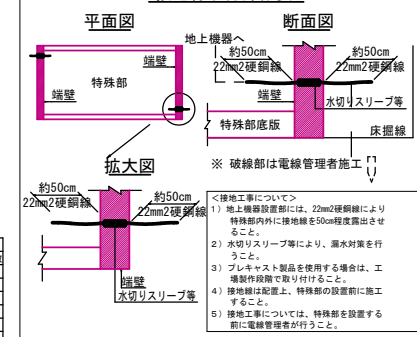 平面図
断面図
地上機器へ
約50cm
約50cm
22mm2硬銅線
22mm2硬銅線
端壁
特殊部
端壁
端壁
水切りスリーブ等
特殊部底版
床掘線
※ 破線部は電線管理者施工
拡大図
約50cm
約50cm
22mm2硬銅線
22mm2硬銅線
端壁
水切りスリーブ等
<接地工事について>
1) 地上機器設置部には、22mm2硬銅線により
特殊部内外に接地線を50cm程度露出させ
ること。
2) 水切りスリーブ等により、漏水対策を行
うこと。
3) プレキャスト製品を使用する場合は、工
場製作段階で取り付けること。
4) 接地線は配置上、特殊部の設置前に施工
すること。
5) 接地工事については、特殊部を設置する
前に電線管理者が行うこと。